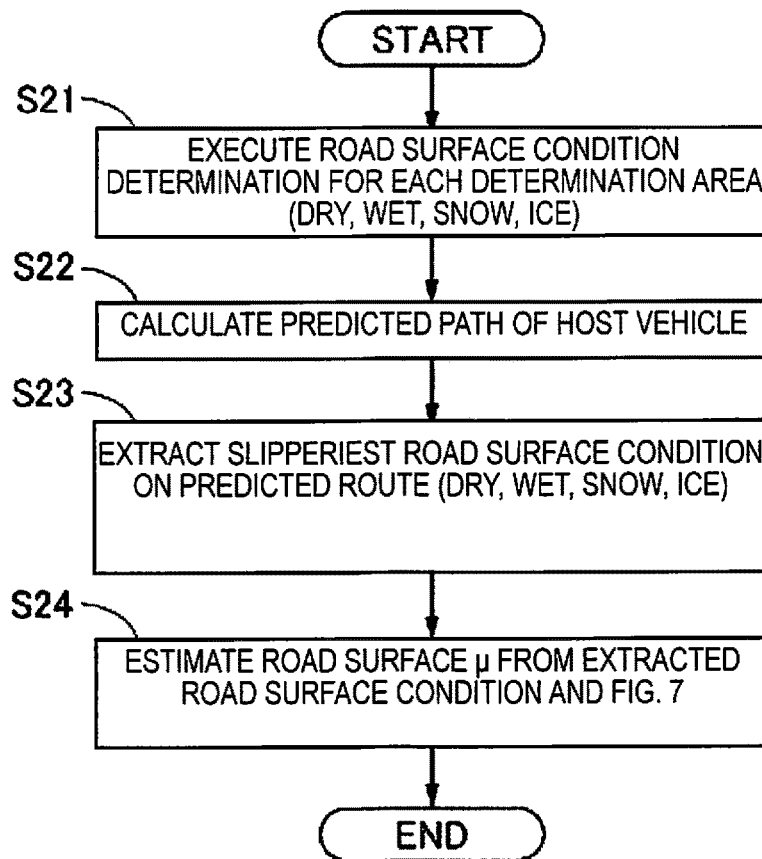 START
S21
EXECUTE ROAD SURFACE CONDITION
DETERMINATION FOR EACH DETERMINATION AREA
(DRY, WET, SNOW, ICE)
S22
CALCULATE PREDICTED PATH OF HOST VEHICLE
S23
EXTRACT SLIPPERIEST ROAD SURFACE CONDITION
ON PREDICTED ROUTE (DRY, WET, SNOW, ICE)
S24
ESTIMATE ROAD SURFACE μ FROM EXTRACTED
ROAD SURFACE CONDITION AND FIG. 7
END